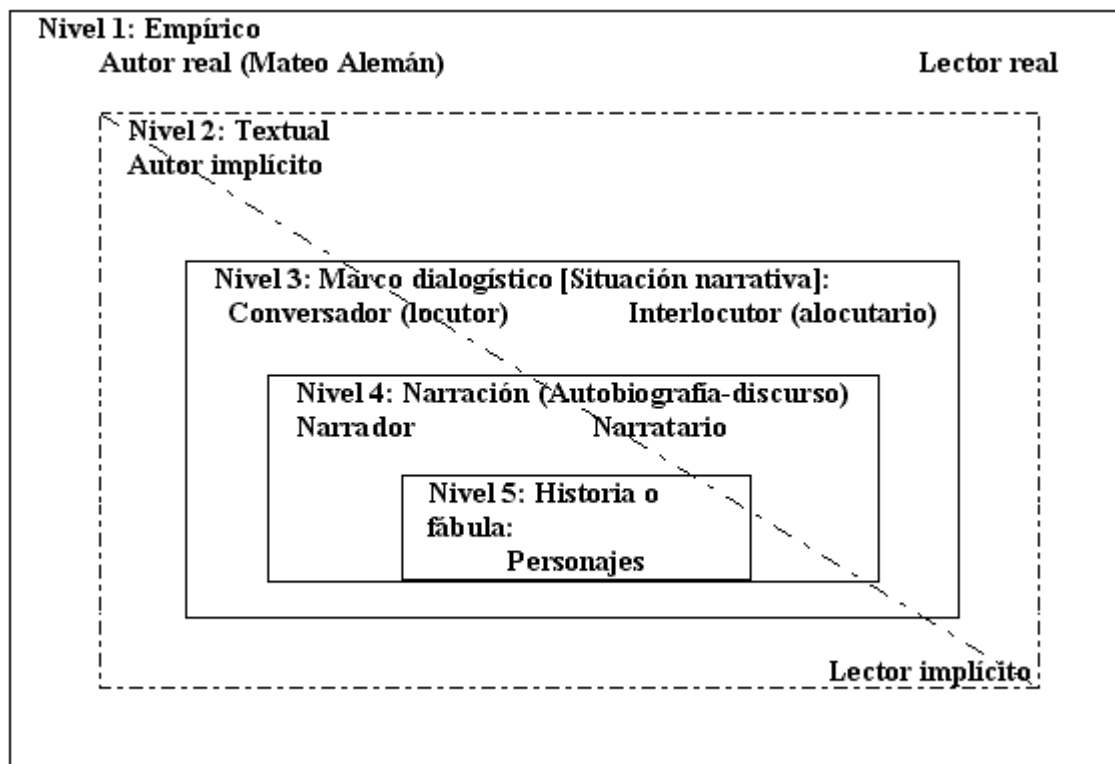 Nivel 1: Empírico
Autor real (Mateo Alemán) Lector real
Nivel 2: Textual
Autor implícito
Nivel 3: Marco dialogístico [Situación narrativa]:
Conversador (locutor) Interlocutor (alocutario)
Nivel 4: Narración (Autobiografía-discurso)
Narrador Narratario
Nivel 5: Historia o
fábula:
Personajes
Lector implícito